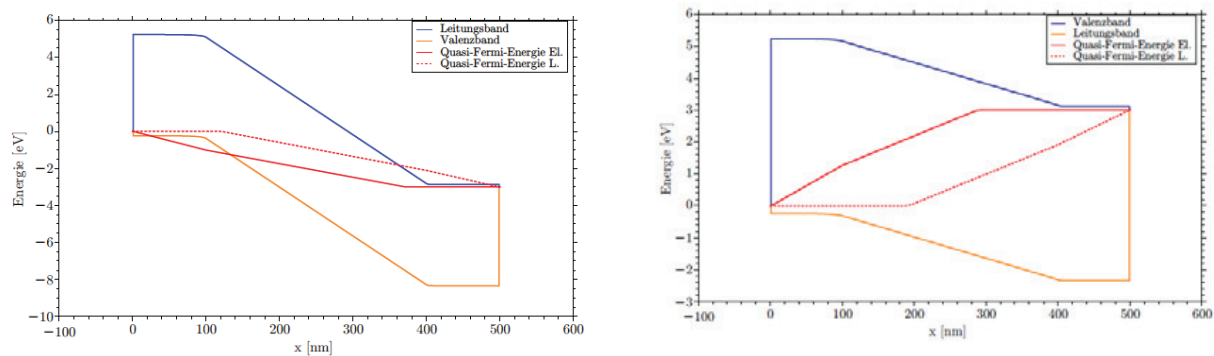 6
4
2
0
−2
−4
−6
−8
−10
Energie [eV]
−100
0
100
200
300
400
500
600
x [nm]
Leitungsband
Valenzband
Quasi-Fermi-Energie El.
Quasi-Fermi-Energie L.
6
5
4
3
2
1
0
−1
−2
−3
Energie [eV]
−100
0
100
200
300
400
500
600
x [nm]
Valenzband
Leitungsband
Quasi-Fermi-Energie El.
Quasi-Fermi-Energie L.